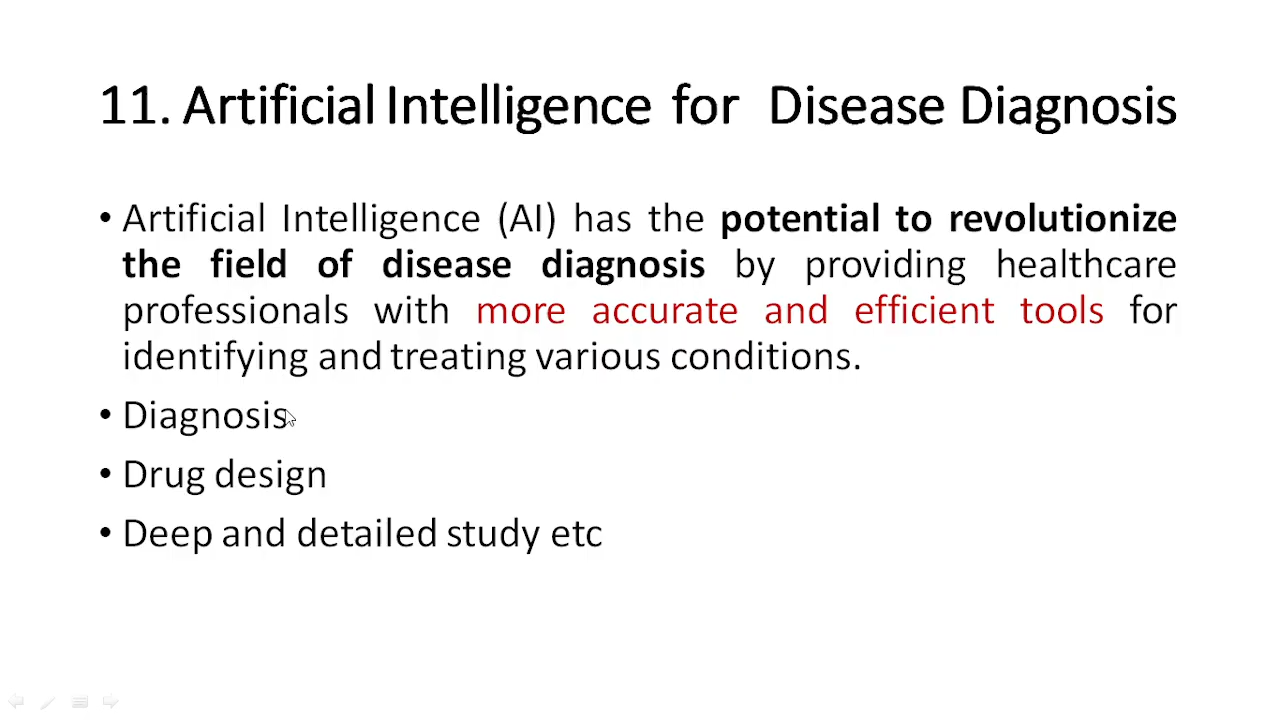 11. Artificial Intelligence for Disease Diagnosis
• Artificial Intelligence (AI) has the potential to revolutionize
the field of disease diagnosis by providing healthcare
professionals with more accurate and efficient tools for
identifying and treating various conditions.
• Diagnosis
• Drug design
• Deep and detailed study etc